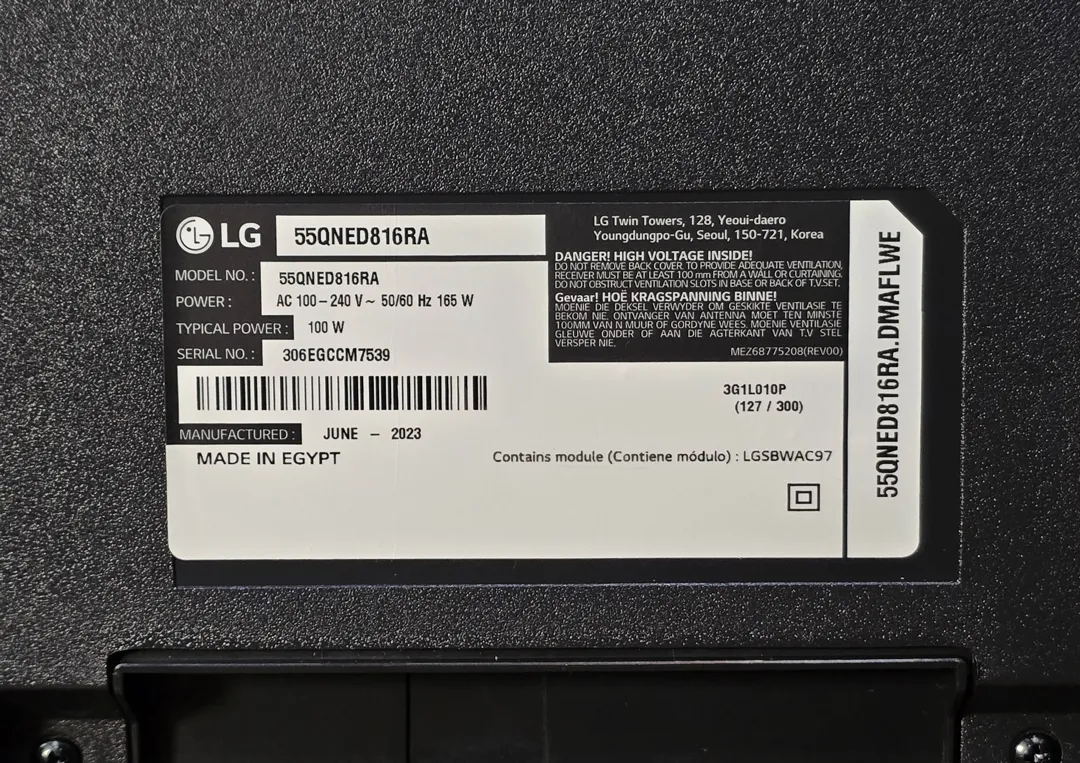 LG 55QNED816RA
MODEL NO. : 55QNED816RA
POWER : AC 100 – 240 V ~ 50/60 Hz 165 W
TYPICAL POWER : 100 W
SERIAL NO. : 306EGCCM7539
MANUFACTURED : JUNE – 2023
MADE IN EGYPT
LG Twin Towers, 128, Yeoui-daero
Youngdungpo-Gu, Seoul, 150-721, Korea
DANGER! HIGH VOLTAGE INSIDE!
DO NOT REMOVE BACK COVER. TO PROVIDE ADEQUATE VENTILATION,
RECEIVER MUST BE AT LEAST 100 mm FROM A WALL OR CURTAINING.
DO NOT OBSTRUCT VENTILATION SLOTS IN BASE OR BACK OF T.V.SET.
Gevaar! HOË KRAGSPANNING BINNE!
MOENIE DIE DEKSEL VERWYDER OM GESKIKTE VENTILASIE TE
BEKOM NIE. ONTVANGER VAN ANTENNA MOET TEN MINSTE
100MM VAN N MUUR OF GORDYNE WEES. MOENIE VENTILASIE
GLEUWE ONDER OF AAN DIE AGTERKANT VAN T.V STEL
VERSPER NIE.
MEZ68775208(REV00)
3G1L010P
(127 / 300)
Contains module (Contiene módulo) : LGSBWAC97
55QNED816RA.DMAFLWE